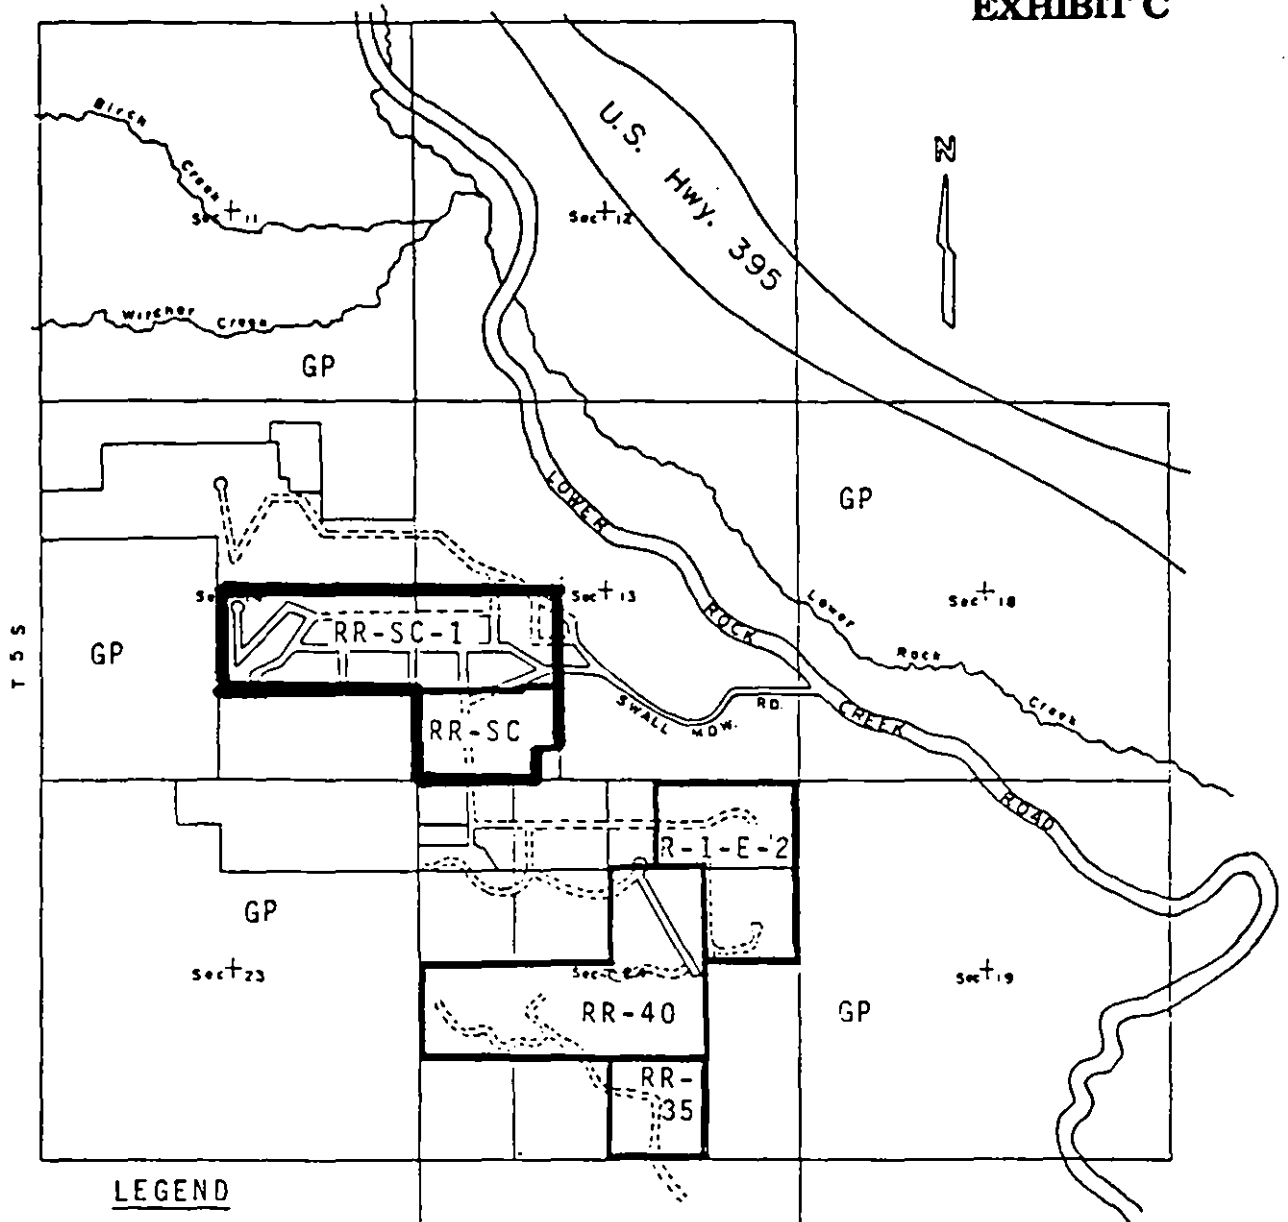 EXHIBIT C
Birch Creek
Sec 11
Sec 12
U.S. Hwy. 395
N
Wircher Creek
GP
GP
LOWER ROCK CREEK ROAD
Sec 13
Sec 18
T 5 S
GP
RR-SC-1
Lower Rock Creek
SWALL MDW. RD.
RR-SC
R-1-E-2
GP
Sec 23
Sec 24
Sec 19
RR-40
GP
RR-35
LEGEND